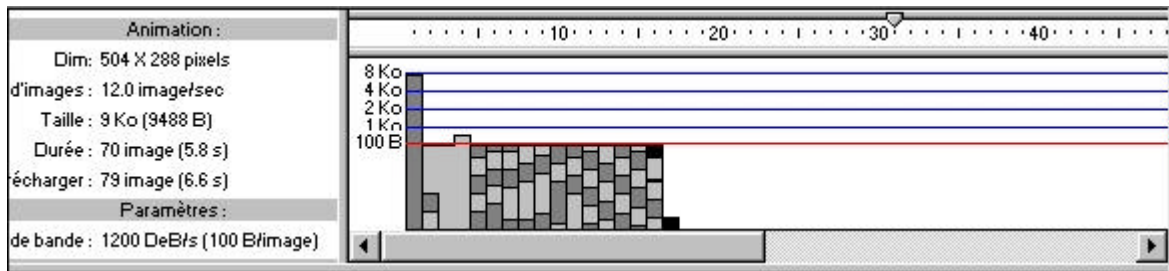 Animation :
Dim: 504 X 288 pixels
d'images : 12.0 image/sec
Taille : 9 Ko (9488 B)
Durée : 70 image (5.8 s)
récharger : 79 image (6.6 s)
Paramètres :
de bande : 1200 DeB/s (100 B/image)
10 20 30 40
8 Ko
4 Ko
2 Ko
1 Ko
100 B